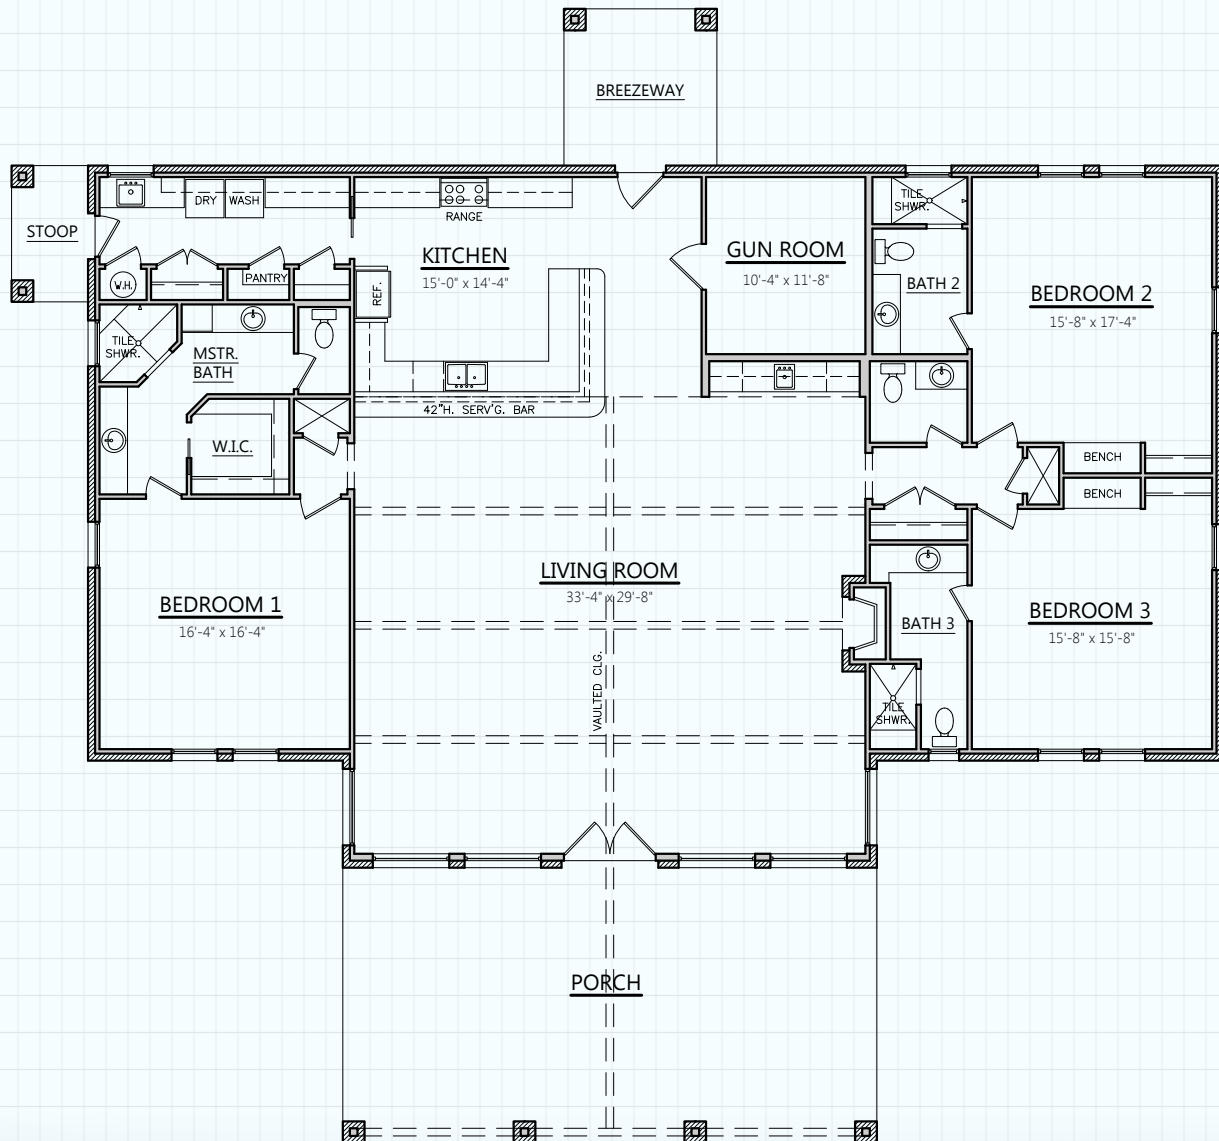 BREEZEWAY
STOOP
DRY
WASH
RANGE
W.H.
PANTRY
REF.
KITCHEN
15'-0" x 14'-4"
GUN ROOM
10'-4" x 11'-8"
TILE
SHWR.
BATH 2
BEDROOM 2
15'-8" x 17'-4"
TILE
SHWR.
MSTR.
BATH
W.I.C.
42"H. SERV'G. BAR
BENCH
BENCH
LIVING ROOM
33'-4" x 29'-8"
VAULTED CLG.
BEDROOM 1
16'-4" x 16'-4"
BATH 3
TILE
SHWR.
BEDROOM 3
15'-8" x 15'-8"
PORCH